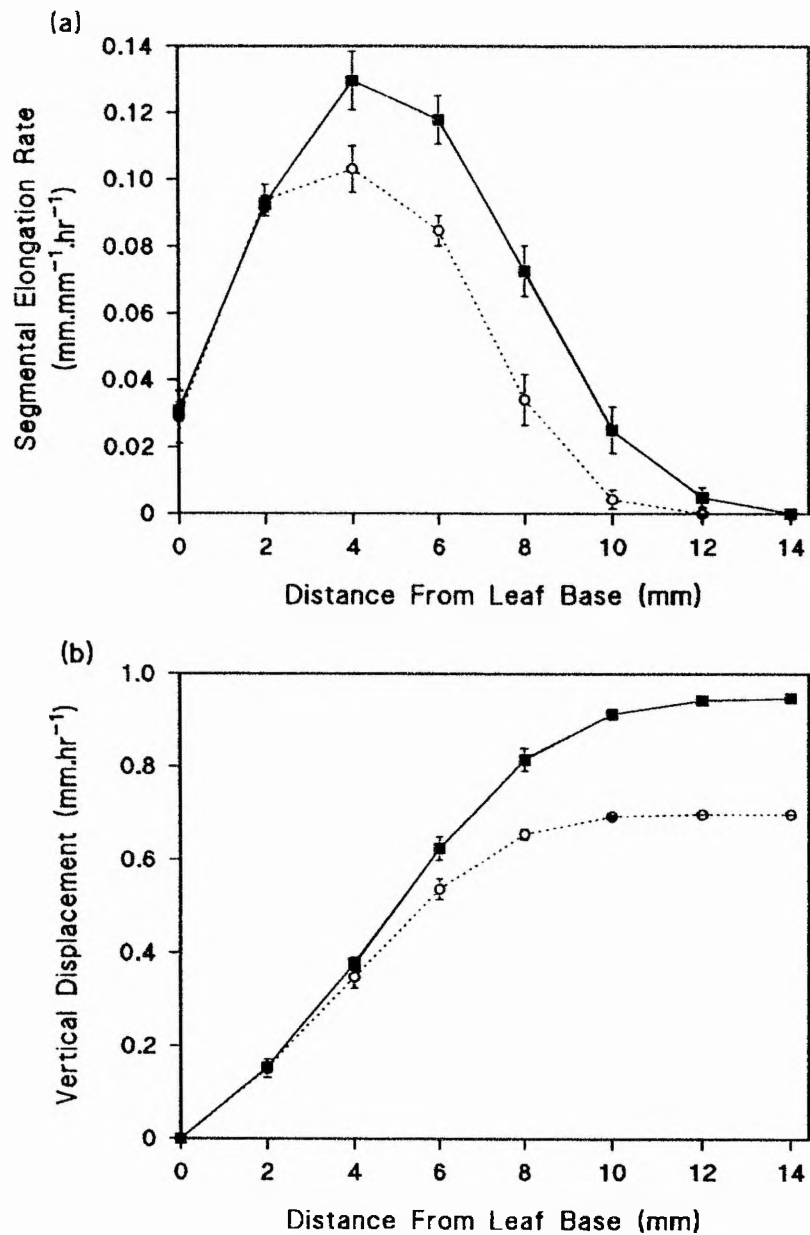 (a)
Segmental Elongation Rate
(mm.mm⁻¹.hr⁻¹)
0.14
0.12
0.10
0.08
0.06
0.04
0.02
0
0 2 4 6 8 10 12 14
Distance From Leaf Base (mm)
(b)
Vertical Displacement (mm.hr⁻¹)
1.0
0.8
0.6
0.4
0.2
0
0 2 4 6 8 10 12 14
Distance From Leaf Base (mm)